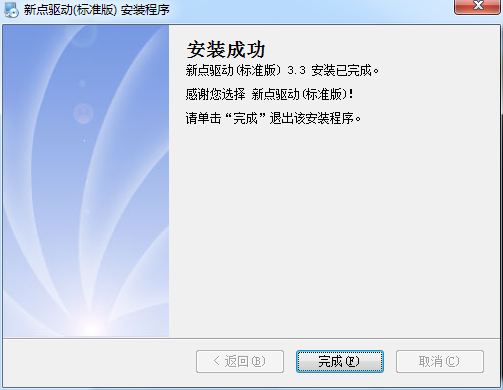 新点驱动(标准版) 安装程序
安装成功
新点驱动(标准版) 3.3 安装已完成。
感谢您选择 新点驱动(标准版)!
请单击“完成”退出该安装程序。
< 返回(B) 完成(F) 取消(C)